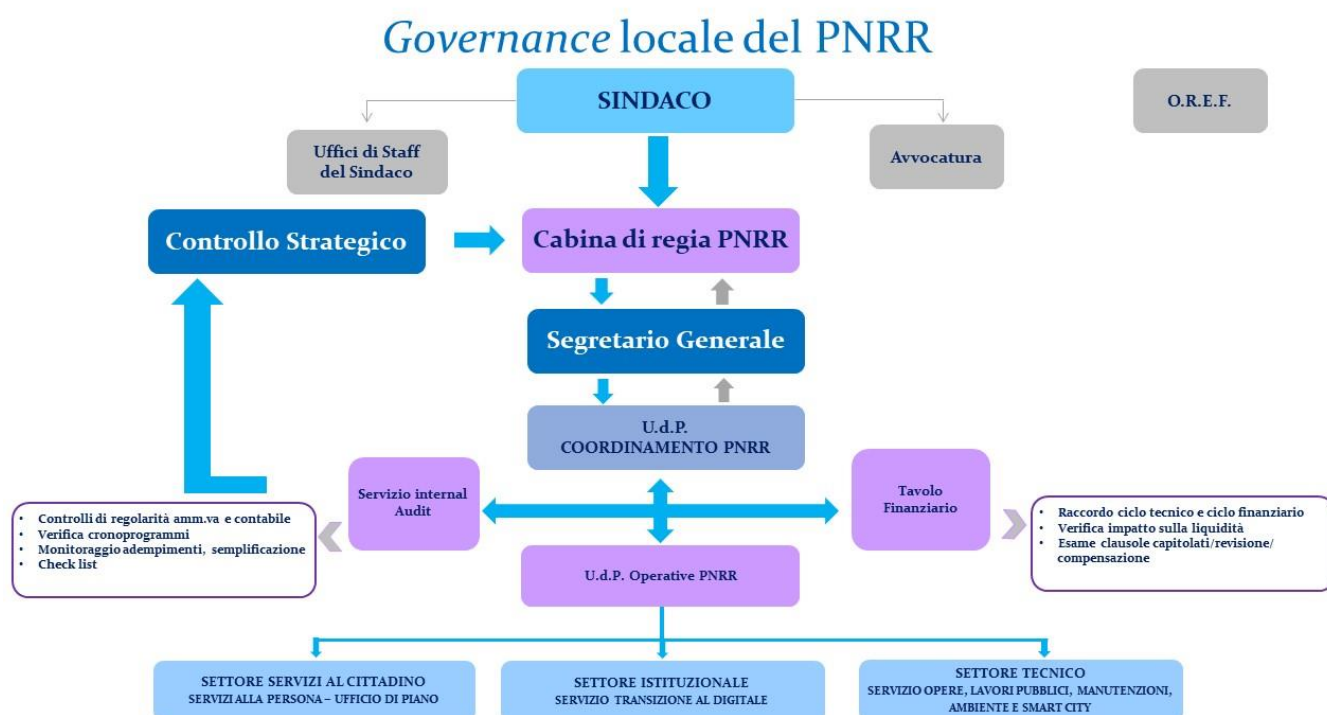 Governance locale del PNRR
SINDACO
O.R.E.F.
Uffici di Staff
del Sindaco
Avvocatura
Controllo Strategico
Cabina di regia PNRR
Segretario Generale
U.d.P.
COORDINAMENTO PNRR
Servizio internal
Audit
Tavolo
Finanziario
• Controlli di regolarità amm.va e contabile
• Verifica cronoprogrammi
• Monitoraggio adempimenti, semplificazione
• Check list
• Raccordo ciclo tecnico e ciclo finanziario
• Verifica impatto sulla liquidità
• Esame clausole capitolati/revisione/
compensazione
U.d.P. Operative PNRR
SETTORE SERVIZI AL CITTADINO
SERVIZI ALLA PERSONA – UFFICIO DI PIANO
SETTORE ISTITUZIONALE
SERVIZIO TRANSIZIONE AL DIGITALE
SETTORE TECNICO
SERVIZIO OPERE, LAVORI PUBBLICI, MANUTENZIONI,
AMBIENTE E SMART CITY